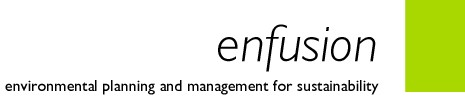 enfusion
environmental planning and management for sustainability